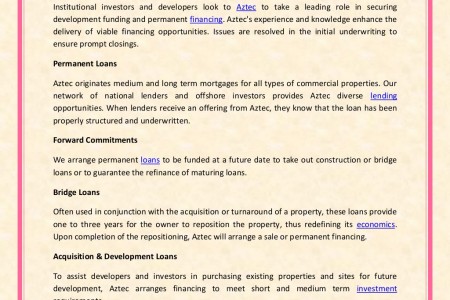 Institutional investors and developers look to Aztec to take a leading role in securing
development funding and permanent financing. Aztec's experience and knowledge enhance the
delivery of viable financing opportunities. Issues are resolved in the initial underwriting to
ensure prompt closings.
Permanent Loans
Aztec originates medium and long term mortgages for all types of commercial properties. Our
network of national lenders and offshore investors provides Aztec diverse lending
opportunities. When lenders receive an offering from Aztec, they know that the loan has been
properly structured and underwritten.
Forward Commitments
We arrange permanent loans to be funded at a future date to take out construction or bridge
loans or to guarantee the refinance of maturing loans.
Bridge Loans
Often used in conjunction with the acquisition or turnaround of a property, these loans provide
one to three years for the owner to reposition the property, thus redefining its economics.
Upon completion of the repositioning, Aztec will arrange a sale or permanent financing.
Acquisition & Development Loans
To assist developers and investors in purchasing existing properties and sites for future
development, Aztec arranges financing to meet short and medium term investment
requirements.